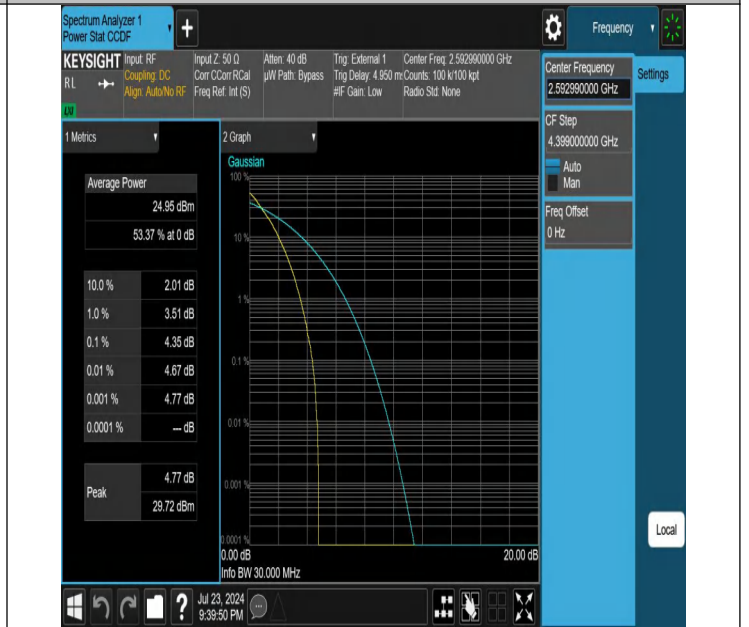 Spectrum Analyzer 1
Power Stat CCDF
+
Frequency
KEYSIGHT
RL
Input: RF
Coupling: DC
Align: Auto/No RF
Input Z: 50 Ω
Corr CCorr RCal
Freq Ref: Int (S)
Atten: 40 dB
µW Path: Bypass
Trig: External 1
Trig Delay: 4.950 ms
#IF Gain: Low
Center Freq: 2.592990000 GHz
Counts: 100 k/100 kpt
Radio Std: None
1 Metrics
Average Power
24.95 dBm
53.37 % at 0 dB
10.0 % 2.01 dB
1.0 % 3.51 dB
0.1 % 4.35 dB
0.01 % 4.67 dB
0.001 % 4.77 dB
0.0001 % --- dB
Peak
4.77 dB
29.72 dBm
2 Graph
Gaussian
100 %
10 %
1 %
0.1 %
0.01 %
0.001 %
0.0001 %
0.00 dB 20.00 dB
Info BW 30.000 MHz
Center Frequency
2.592990000 GHz
Settings
CF Step
4.399000000 GHz
Auto
Man
Freq Offset
0 Hz
Local
?
Jul 23, 2024
9:39:50 PM